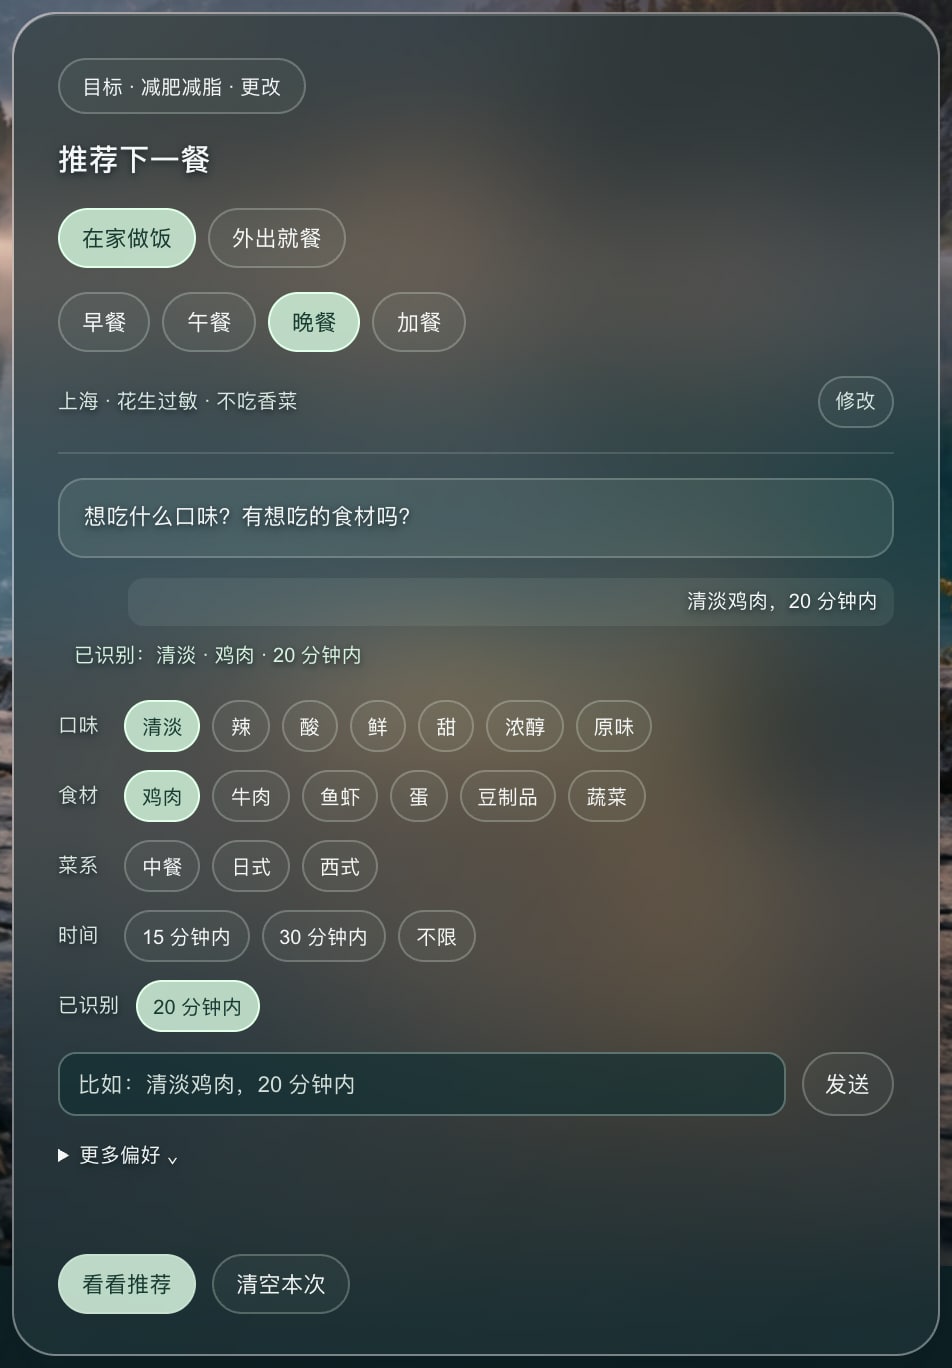 目标 · 减肥减脂 · 更改
推荐下一餐
在家做饭 外出就餐
早餐 午餐 晚餐 加餐
上海 · 花生过敏 · 不吃香菜 修改
想吃什么口味？有想吃的食材吗？
清淡鸡肉，20 分钟内
已识别：清淡 · 鸡肉 · 20 分钟内
口味 清淡 辣 酸 鲜 甜 浓醇 原味
食材 鸡肉 牛肉 鱼虾 蛋 豆制品 蔬菜
菜系 中餐 日式 西式
时间 15 分钟内 30 分钟内 不限
已识别 20 分钟内
比如：清淡鸡肉，20 分钟内 发送
▶ 更多偏好 ⌄
看看推荐 清空本次